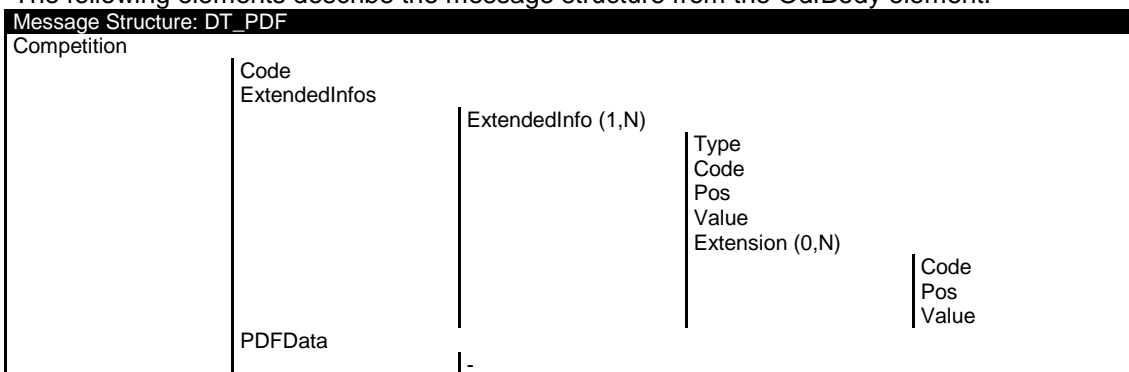 The following elements describe the message structure from the OdfBody element.
Message Structure: DT_PDF
Competition
Code
ExtendedInfos
ExtendedInfo (1,N)
Type
Code
Pos
Value
Extension (0,N)
Code
Pos
Value
PDFData
-